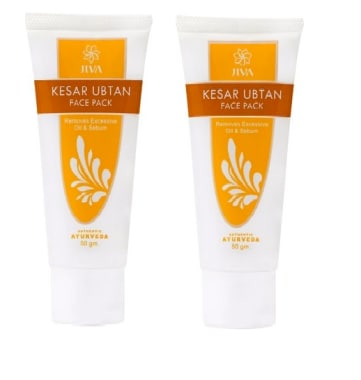 JIVA
KESAR UBTAN
FACE PACK
Removes Excessive
Oil & Sebum
AUTHENTIC
AYURVEDA
50 gm.
JIVA
KESAR UBTAN
FACE PACK
Removes Excessive
Oil & Sebum
AUTHENTIC
AYURVEDA
50 gm.